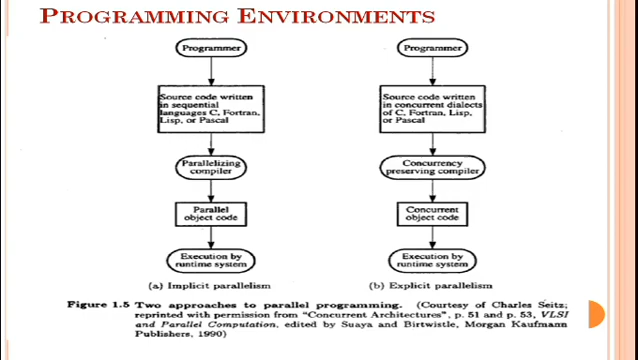 PROGRAMMING ENVIRONMENTS
Programmer
Source code written
in sequential
languages C, Fortran,
Lisp, or Pascal
Parallelizing
compiler
Parallel
object code
Execution by
runtime system
(a) Implicit parallelism
Programmer
Source code written
in concurrent dialects
of C, Fortran, Lisp,
or Pascal
Concurrency
preserving compiler
Concurrent
object code
Execution by
runtime system
(b) Explicit parallelism
Figure 1.5 Two approaches to parallel programming. (Courtesy of Charles Seitz;
reprinted with permission from "Concurrent Architectures", p. 51 and p. 53, VLSI
and Parallel Computation, edited by Suaya and Birtwistle, Morgan Kaufmann
Publishers, 1990)